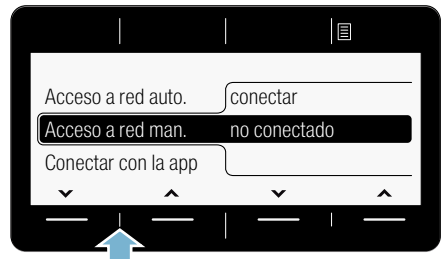 Acceso a red auto. conectar
Acceso a red man. no conectado
Conectar con la app